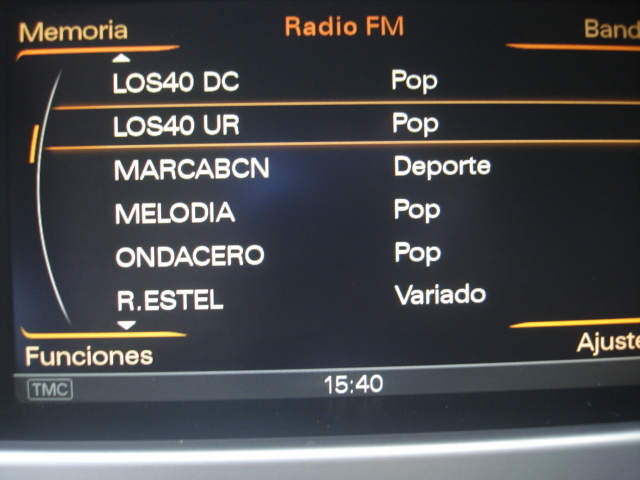 Memoria Radio FM Band
LOS40 DC Pop
LOS40 UR Pop
MARCABCN Deporte
MELODIA Pop
ONDACERO Pop
R.ESTEL Variado
Funciones Ajuste
TMC 15:40